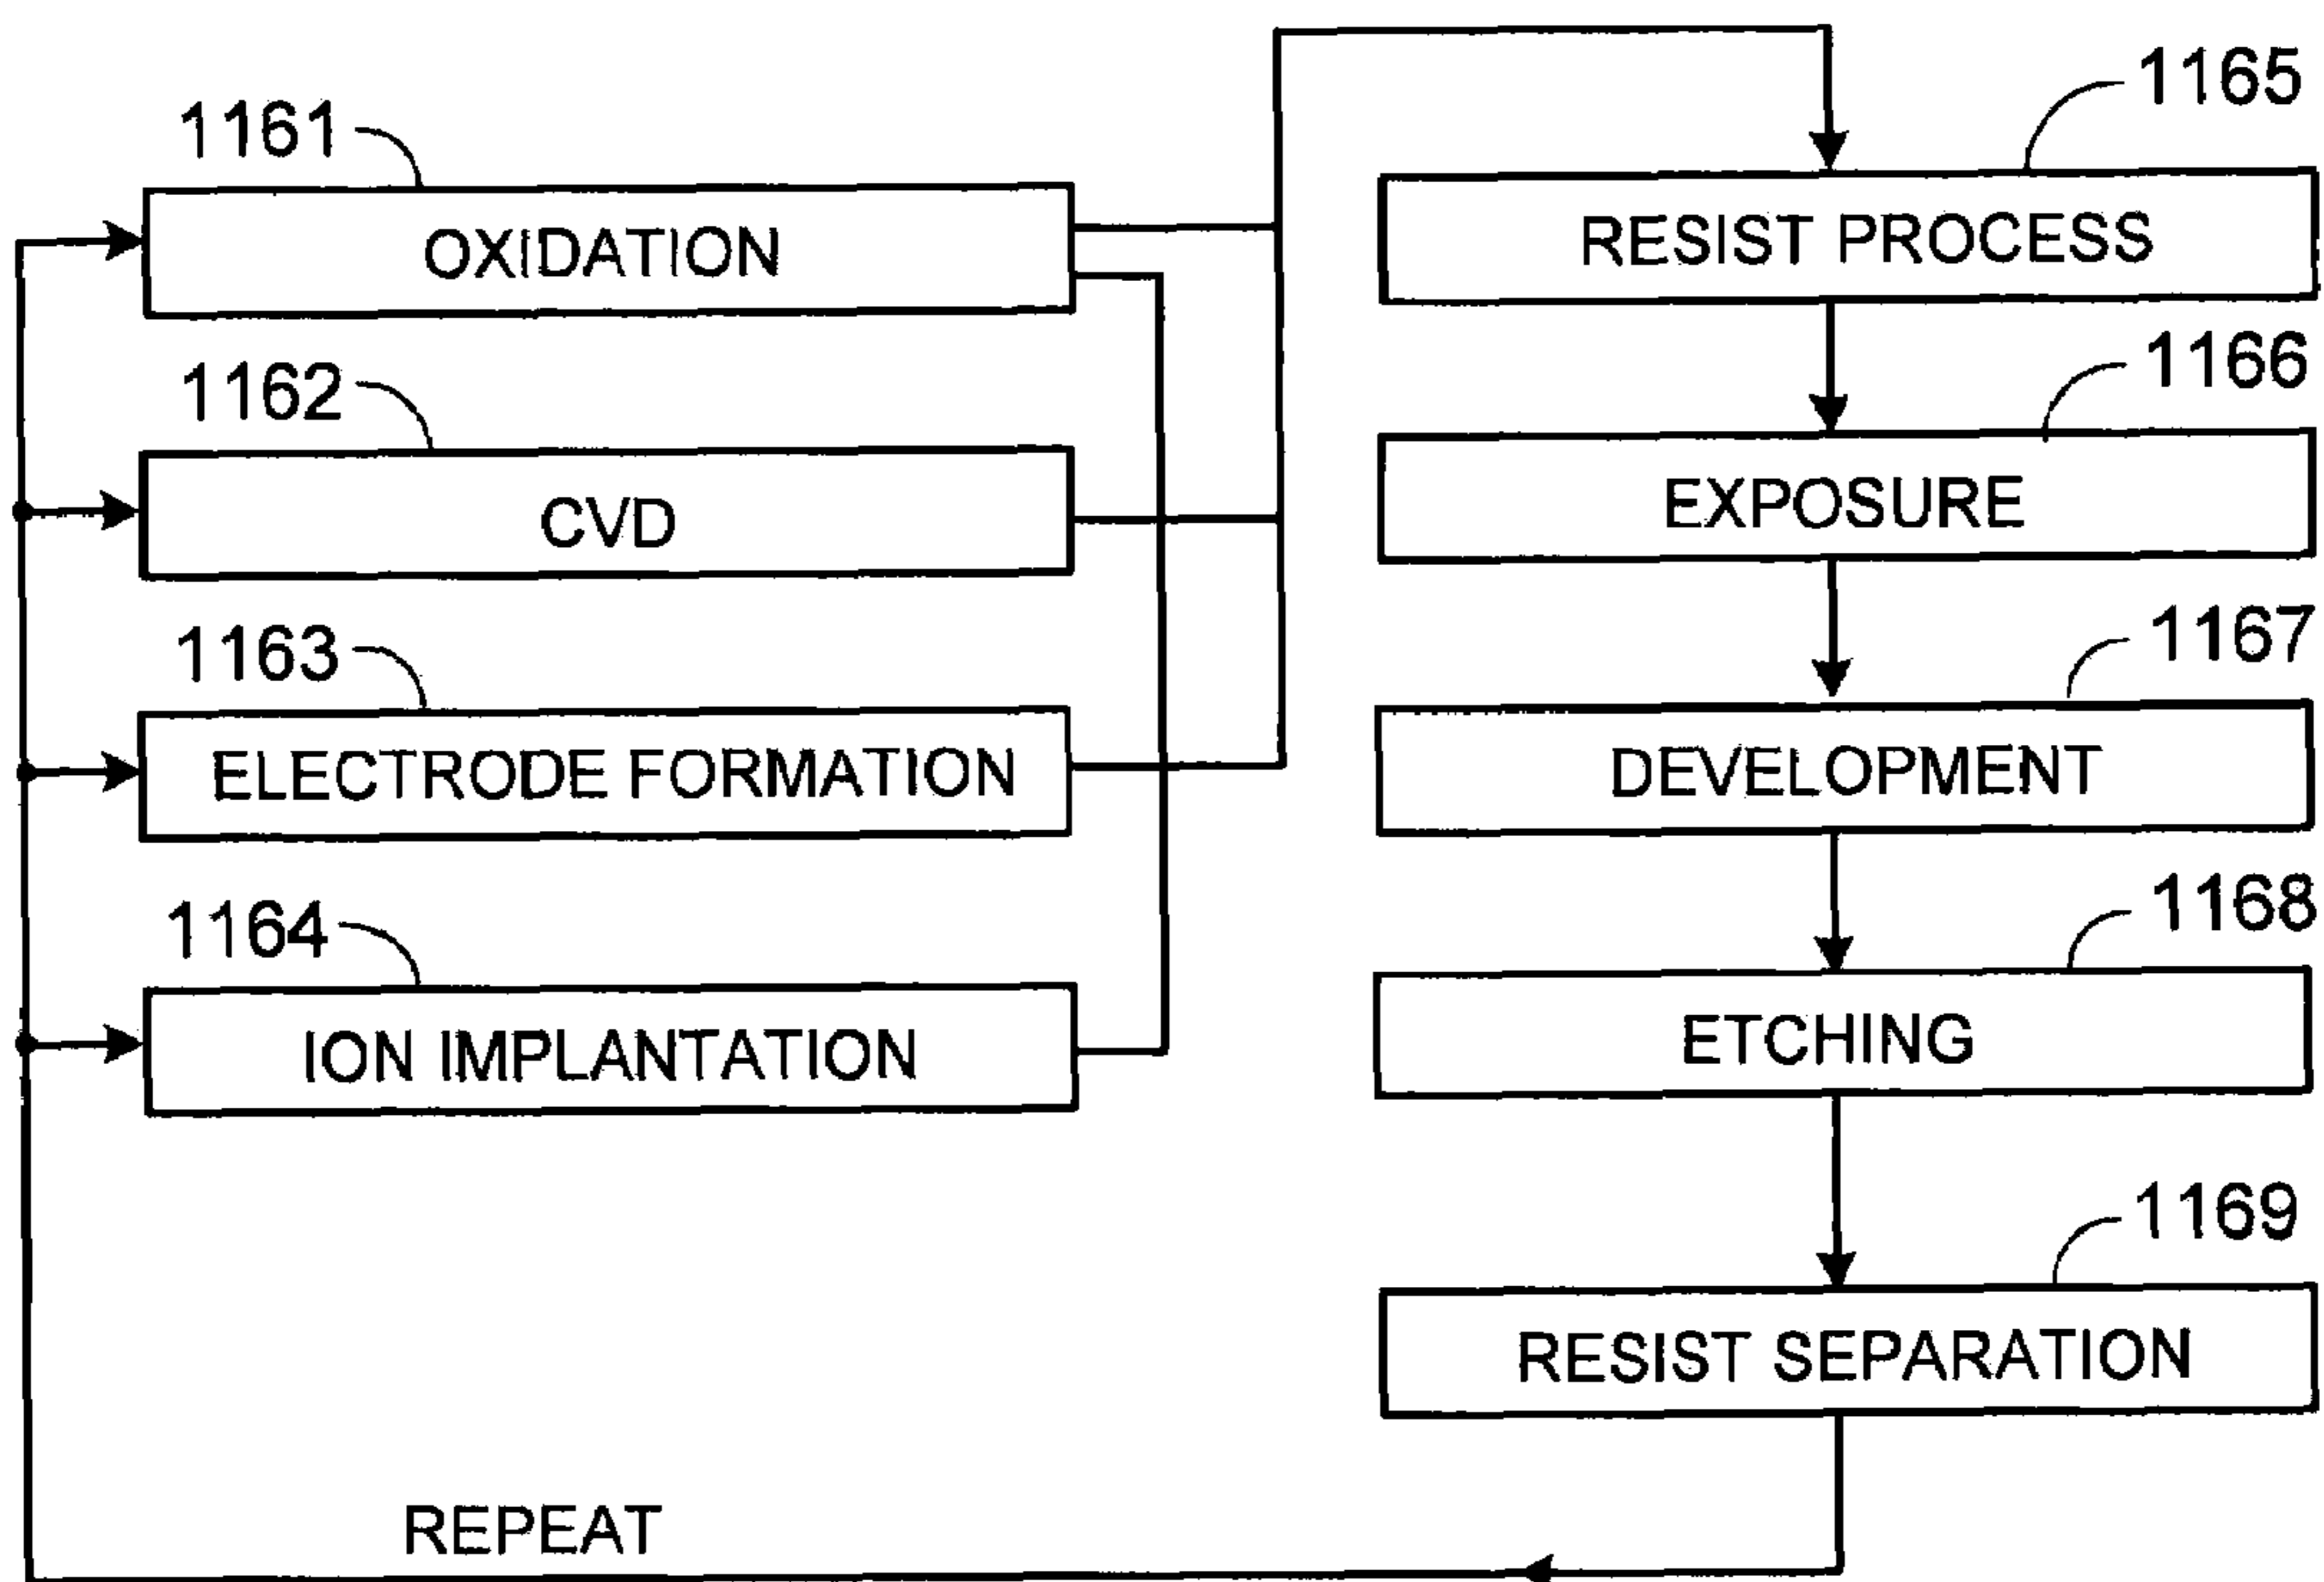 1161
OXIDATION
1162
CVD
1163
ELECTRODE FORMATION
1164
ION IMPLANTATION
1165
RESIST PROCESS
1166
EXPOSURE
1167
DEVELOPMENT
1168
ETCHING
1169
RESIST SEPARATION
REPEAT